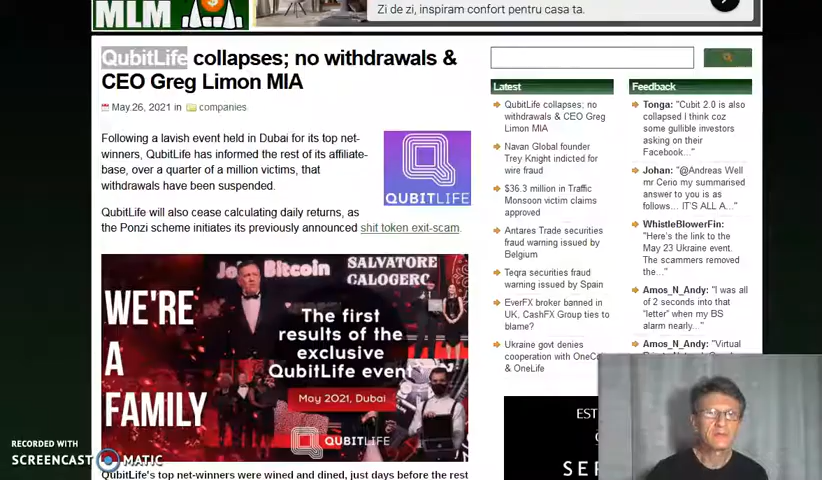 MLM
Zi de zi, inspiram confort pentru casa ta.
QubitLife collapses; no withdrawals &
CEO Greg Limon MIA
May.26, 2021 in companies
Following a lavish event held in Dubai for its top net-
winners, QubitLife has informed the rest of its affiliate-
base, over a quarter of a million victims, that
withdrawals have been suspended.
QUBITLIFE
QubitLife will also cease calculating daily returns, as
the Ponzi scheme initiates its previously announced shit token exit-scam.
Bitcoin
SALVATORE
CALOGERO
WE'RE
A
FAMILY
The first
results of the
exclusive
QubitLife event
May 2021, Dubai
QUBITLIFE
QubitLife's top net-winners were wined and dined, just days before the rest
Latest
QubitLife collapses; no
withdrawals & CEO Greg
Limon MIA
Navan Global founder
Trey Knight indicted for
wire fraud
$36.3 million in Traffic
Monsoon victim claims
approved
Antares Trade securities
fraud warning issued by
Belgium
Teqra securities fraud
warning issued by Spain
EverFX broker banned in
UK, CashFX Group ties to
bribe?
Ukraine govt denies
cooperation with OneCo
& OneLife
Feedback
Tonga: "Cubit 2.0 is also
collapsed I think coz
some gullible investors
asking on their
Facebook..."
Johan: "@Andreas Well
mr Cerio my summarised
answer to you is as
follows... IT'S ALL A..."
WhistleBlowerFin:
"Here's the link to the
May 23 Ukraine event.
The scammers removed
the..."
Amos_N_Andy: "I was all
of 2 seconds into that
"letter" when my BS
alarm nearly..."
Amos_N_Andy: "Virtual
EST
SER
RECORDED WITH
SCREENCAST MATIC